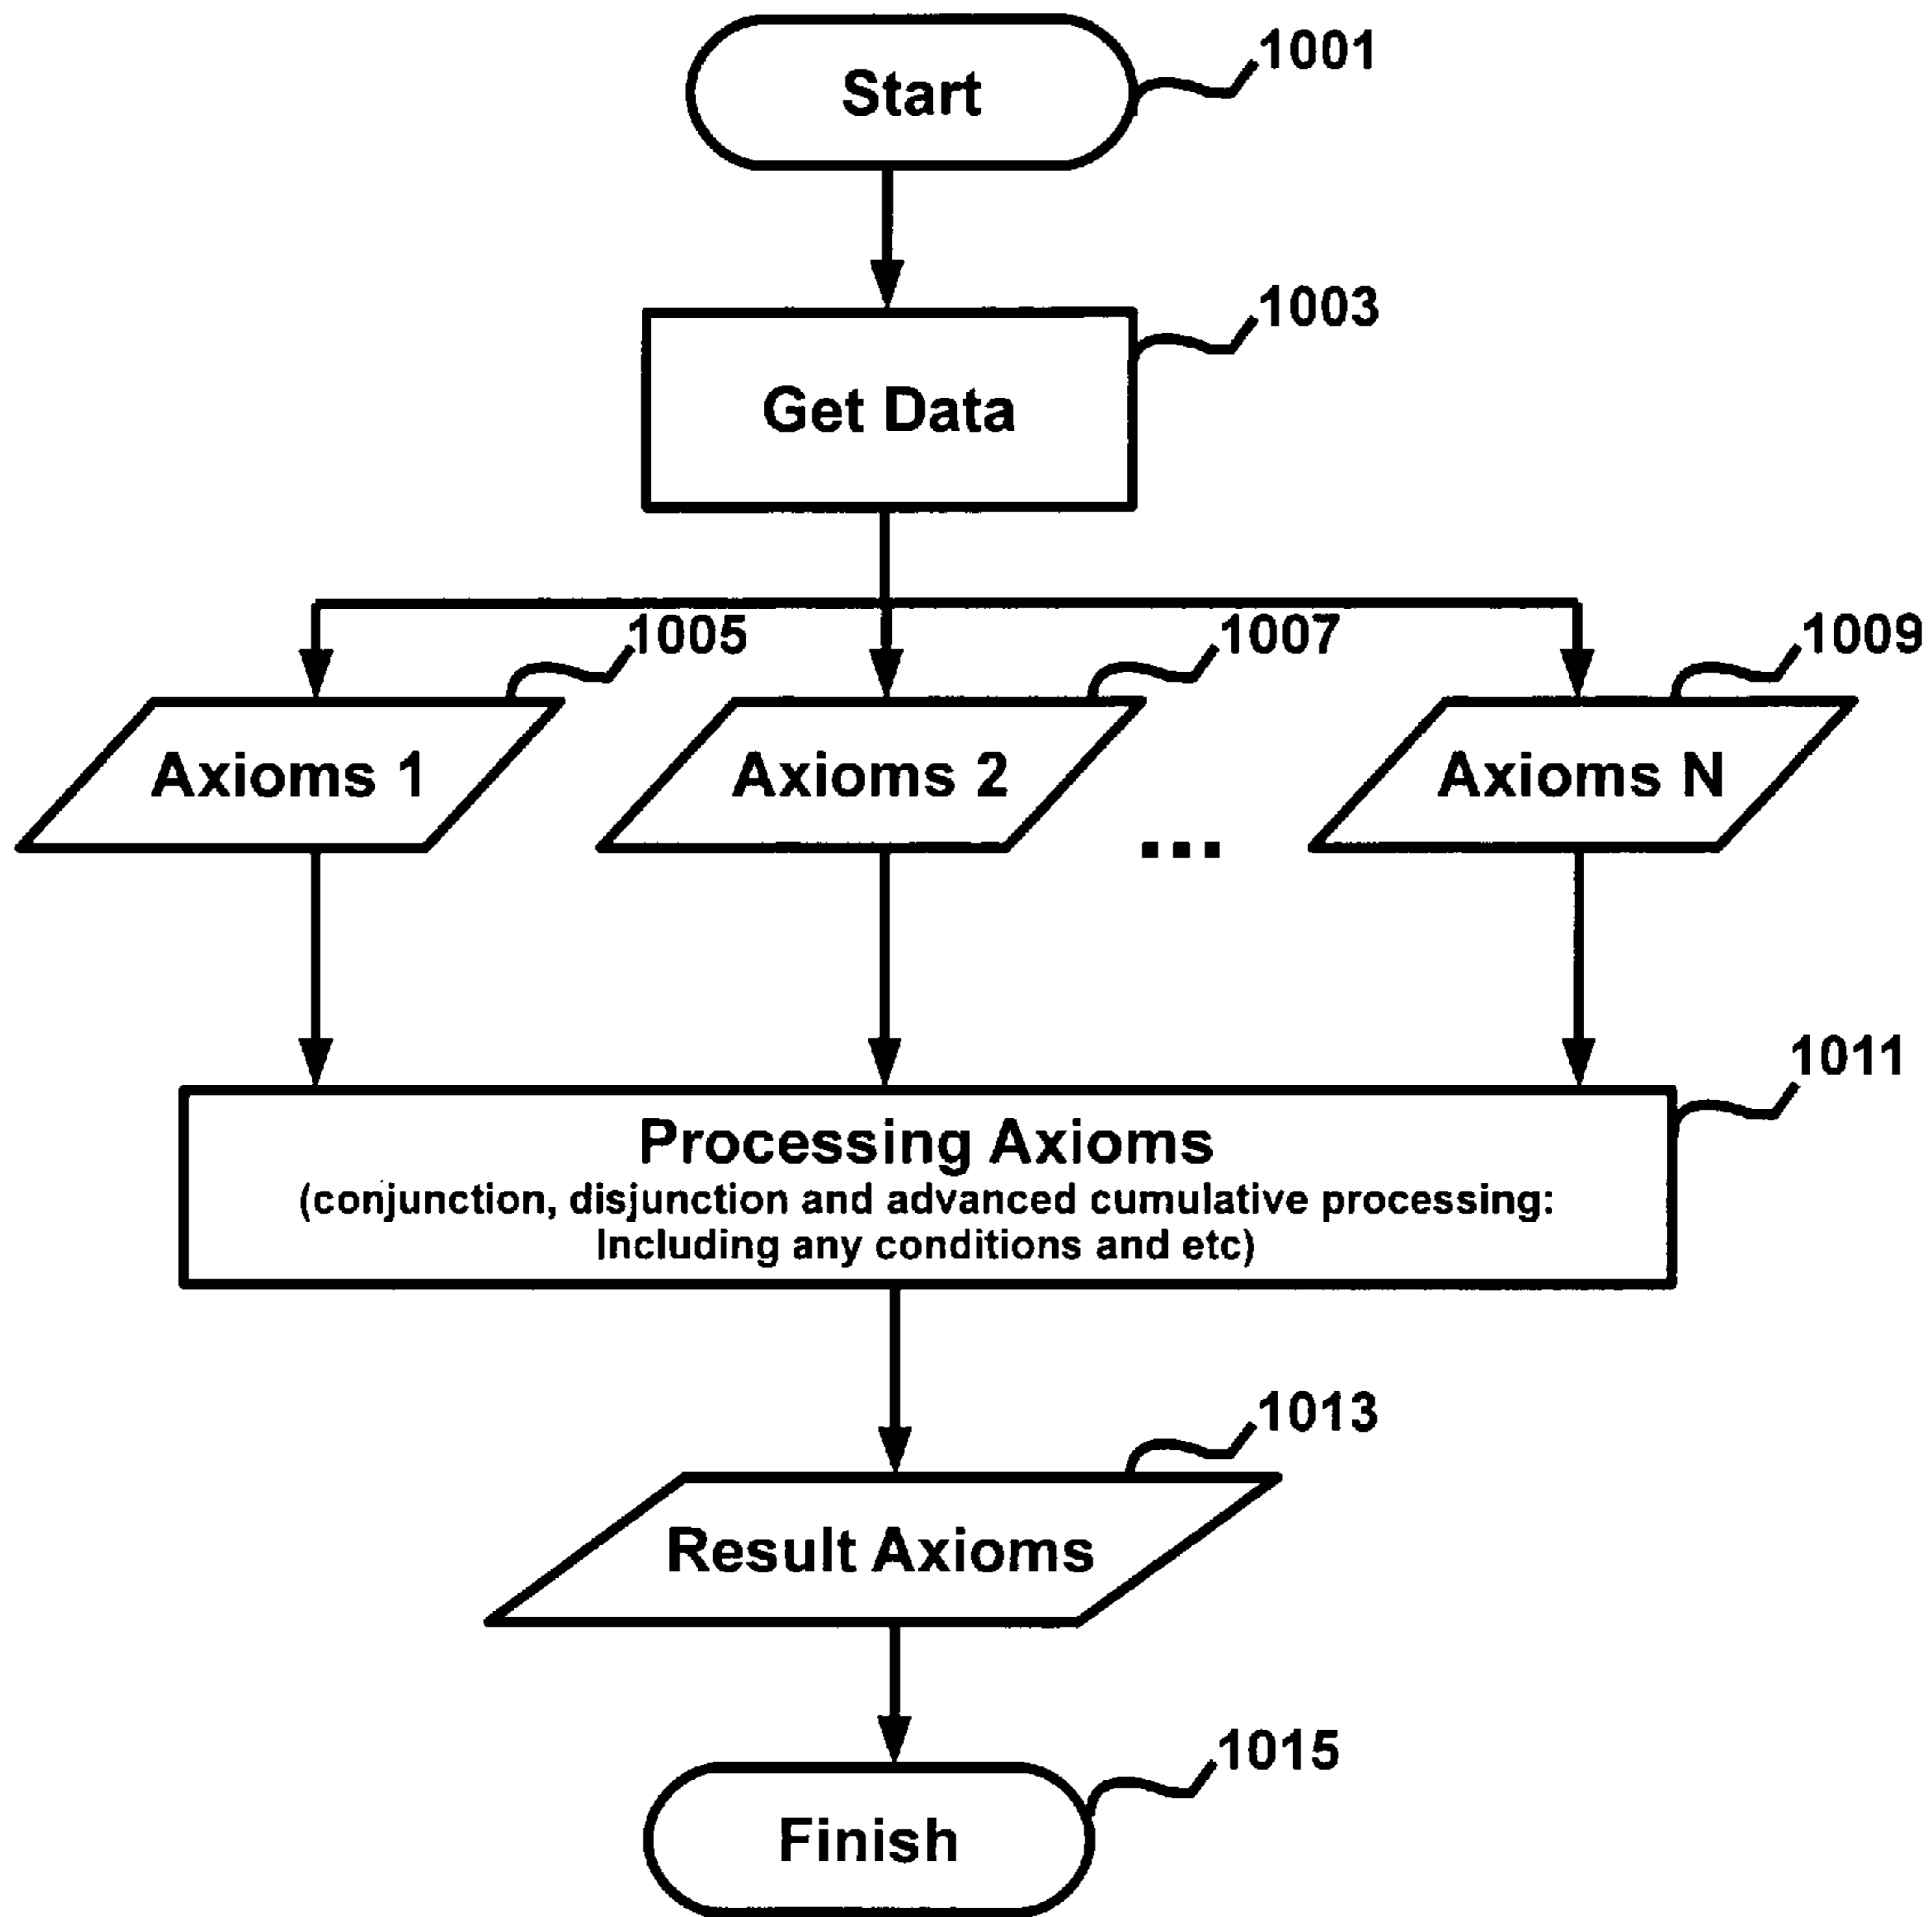 1001
Start
1003
Get Data
1005
1007
1009
Axioms 1
Axioms 2
...
Axioms N
1011
Processing Axioms
(conjunction, disjunction and advanced cumulative processing:
Including any conditions and etc)
1013
Result Axioms
1015
Finish